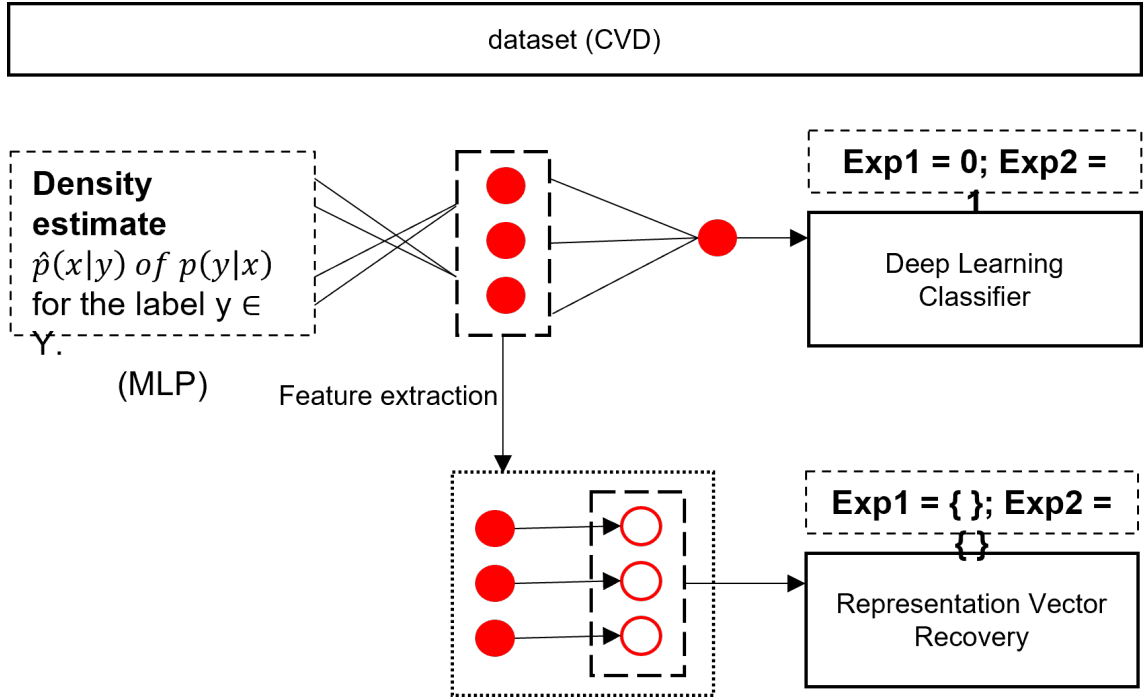 dataset (CVD)
Density
estimate
p̂(x|y) of p(y|x)
for the label y ∈
Y.
(MLP)
Exp1 = 0; Exp2 =
1
Deep Learning
Classifier
Feature extraction
Exp1 = { }; Exp2 =
{ }
Representation Vector
Recovery